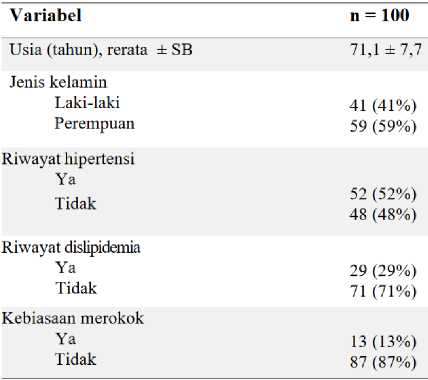 Variabel n = 100
Usia (tahun), rerata ± SB 71,1 ± 7,7
Jenis kelamin
Laki-laki 41 (41%)
Perempuan 59 (59%)
Riwayat hipertensi
Ya 52 (52%)
Tidak 48 (48%)
Riwayat dislipidemia
Ya 29 (29%)
Tidak 71 (71%)
Kebiasaan merokok
Ya 13 (13%)
Tidak 87 (87%)